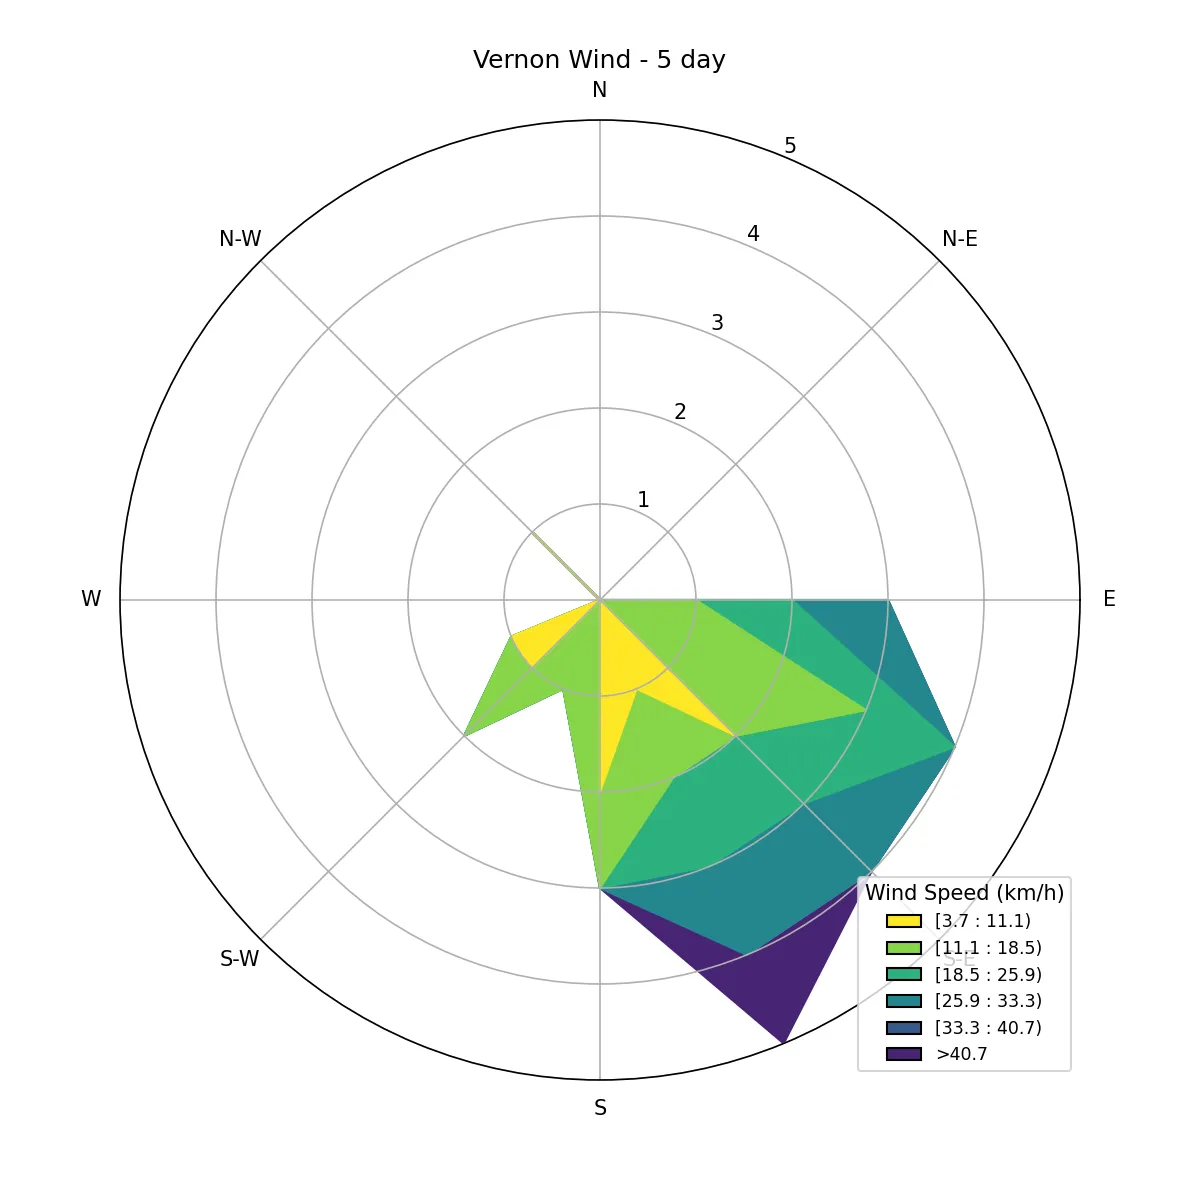 Vernon Wind - 5 day
N
5
N-W
N-E
4
3
2
1
W
E
Wind Speed (km/h)
[3.7 : 11.1)
[11.1 : 18.5)
S-W
S-E
[18.5 : 25.9)
[25.9 : 33.3)
[33.3 : 40.7)
>40.7
S